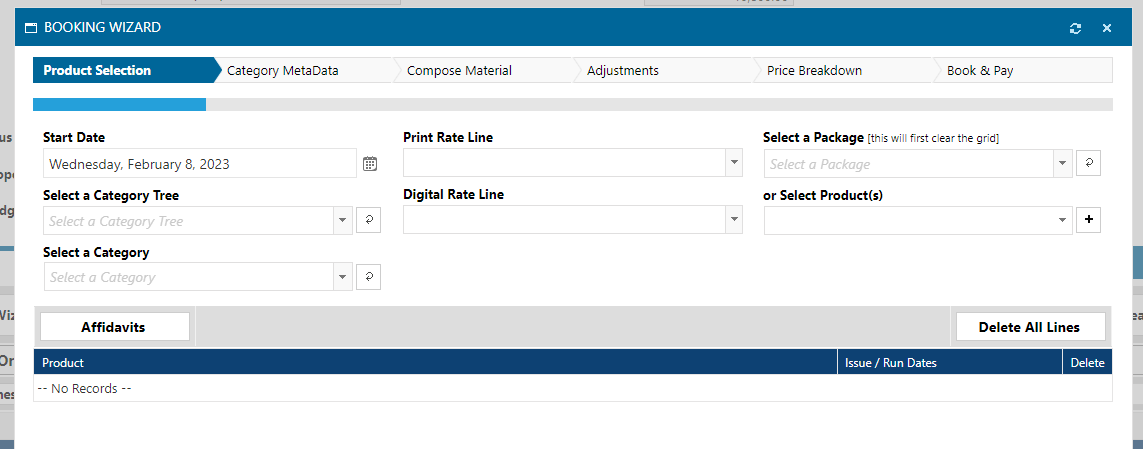 BOOKING WIZARD
Product Selection
Category MetaData
Compose Material
Adjustments
Price Breakdown
Book & Pay
Start Date
Print Rate Line
Select a Package [this will first clear the grid]
Wednesday, February 8, 2023
Select a Package
Select a Category Tree
Digital Rate Line
or Select Product(s)
Select a Category Tree
Select a Category
Select a Category
Affidavits
Delete All Lines
Product
Issue / Run Dates
Delete
-- No Records --